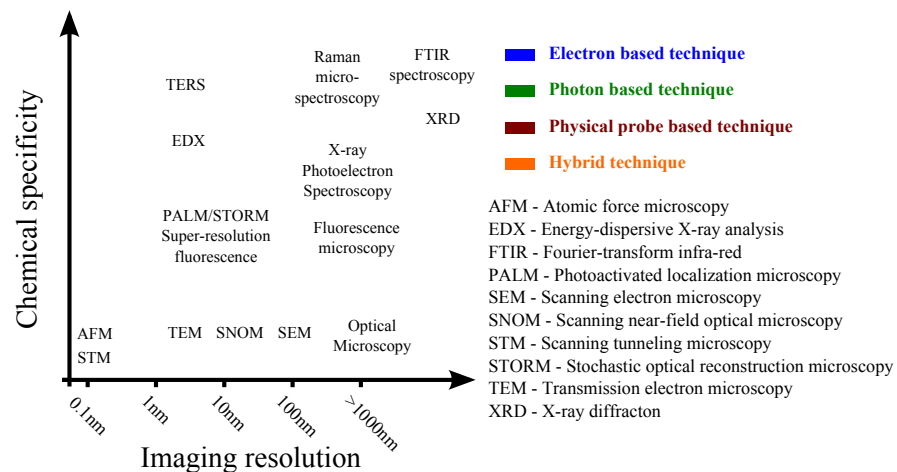 Chemical specificity
TERS
EDX
PALM/STORM
Super-resolution
fluorescence
AFM
STM
TEM
SNOM
SEM
Optical
Microscopy
Raman
micro-
spectroscopy
FTIR
spectroscopy
XRD
X-ray
Photoelectron
Spectroscopy
Fluorescence
microscopy
0.1nm
1nm
10nm
100nm
>1000nm
Imaging resolution
Electron based technique
Photon based technique
Physical probe based technique
Hybrid technique
AFM - Atomic force microscopy
EDX - Energy-dispersive X-ray analysis
FTIR - Fourier-transform infra-red
PALM - Photoactivated localization microscopy
SEM - Scanning electron microscopy
SNOM - Scanning near-field optical microscopy
STM - Scanning tunneling microscopy
STORM - Stochastic optical reconstruction microscopy
TEM - Transmission electron microscopy
XRD - X-ray diffracton